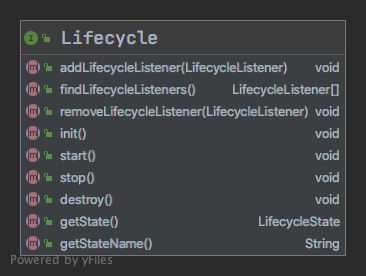 Lifecycle
addLifecycleListener(LifecycleListener) void
findLifecycleListeners() LifecycleListener[]
removeLifecycleListener(LifecycleListener) void
init() void
start() void
stop() void
destroy() void
getState() LifecycleState
getStateName() String
Powered by yFiles